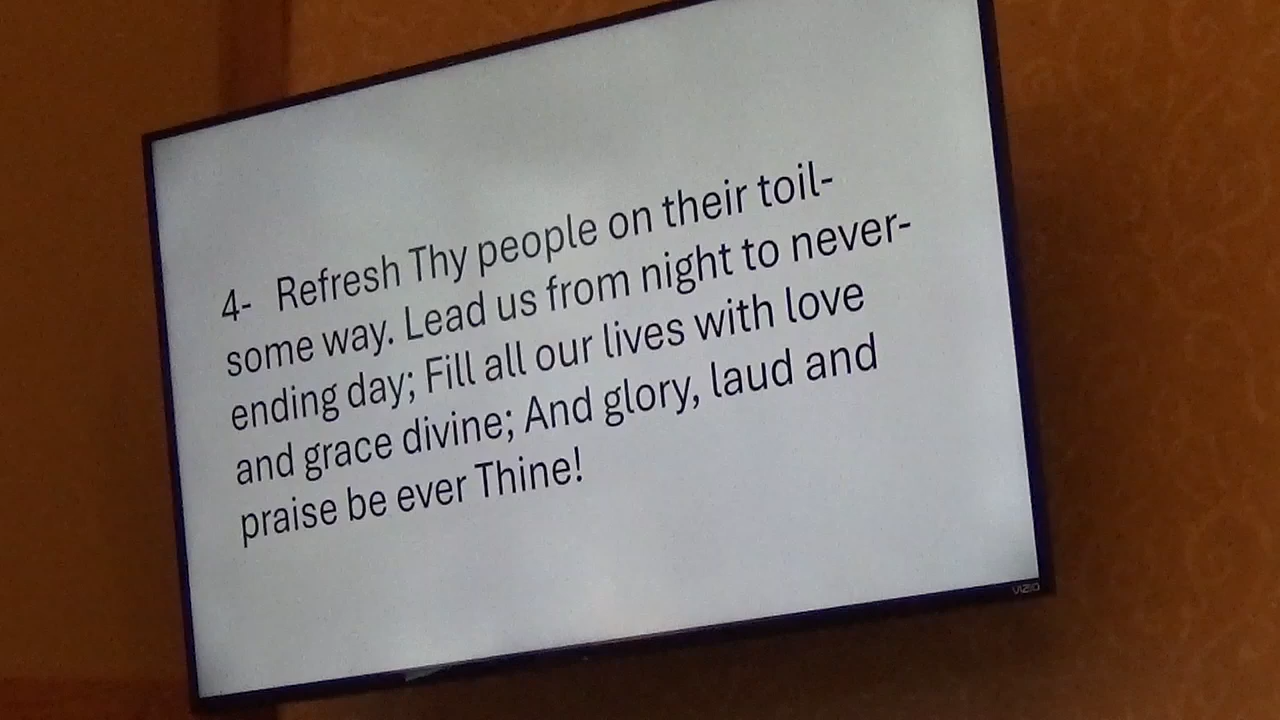 4- Refresh Thy people on their toil-
some way. Lead us from night to never-
ending day; Fill all our lives with love
and grace divine; And glory, laud and
praise be ever Thine!
VIZIO